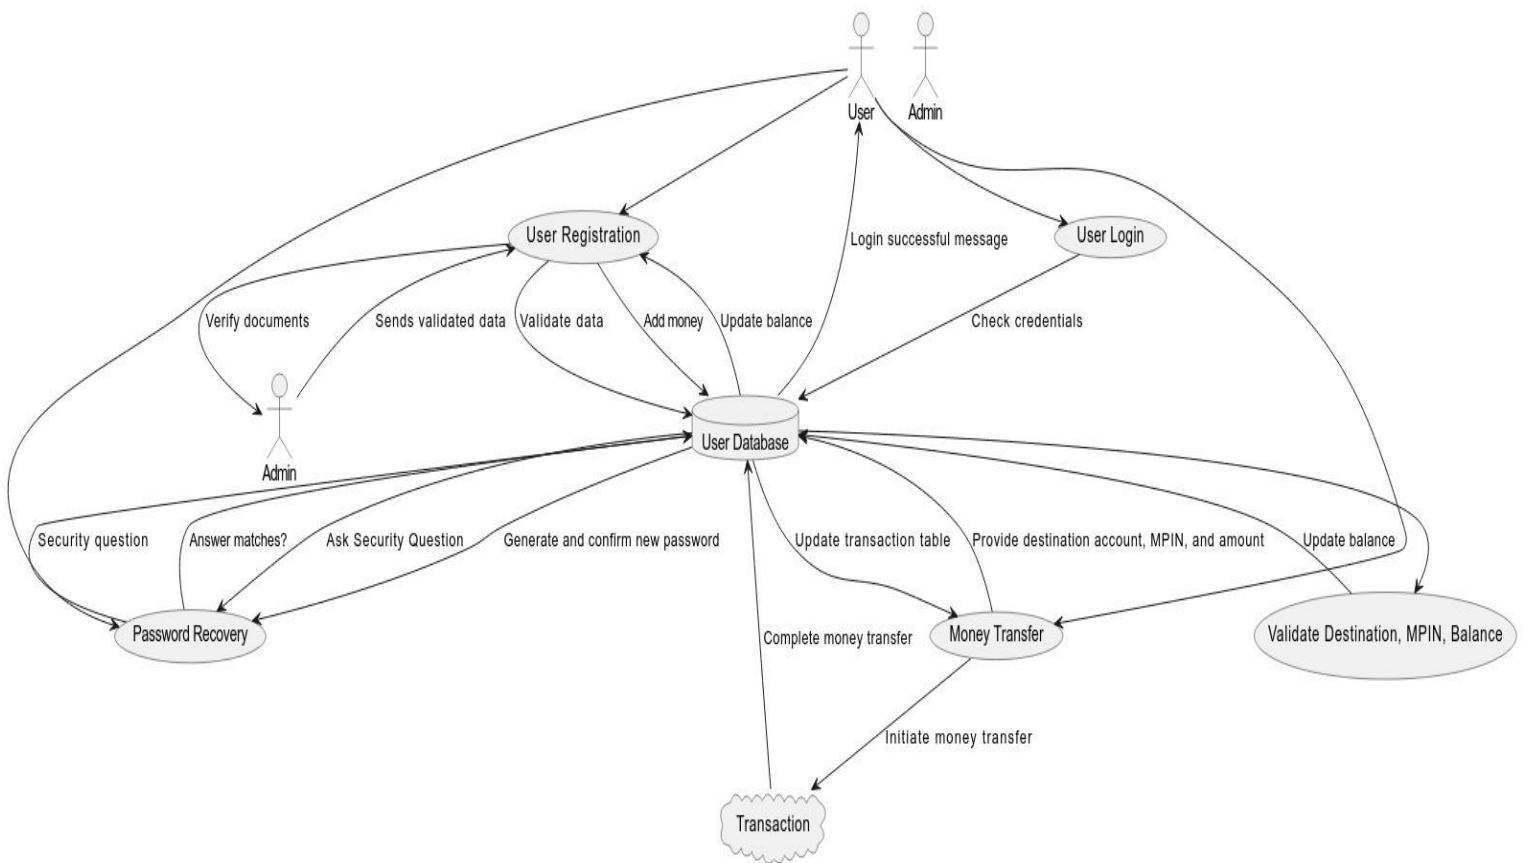 User
Admin
User Registration
User Login
Login successful message
Verify documents
Sends validated data
Validate data
Add money
Update balance
Check credentials
Admin
User Database
Security question
Answer matches?
Ask Security Question
Generate and confirm new password
Update transaction table
Provide destination account, MPIN, and amount
Update balance
Password Recovery
Complete money transfer
Money Transfer
Validate Destination, MPIN, Balance
Initiate money transfer
Transaction